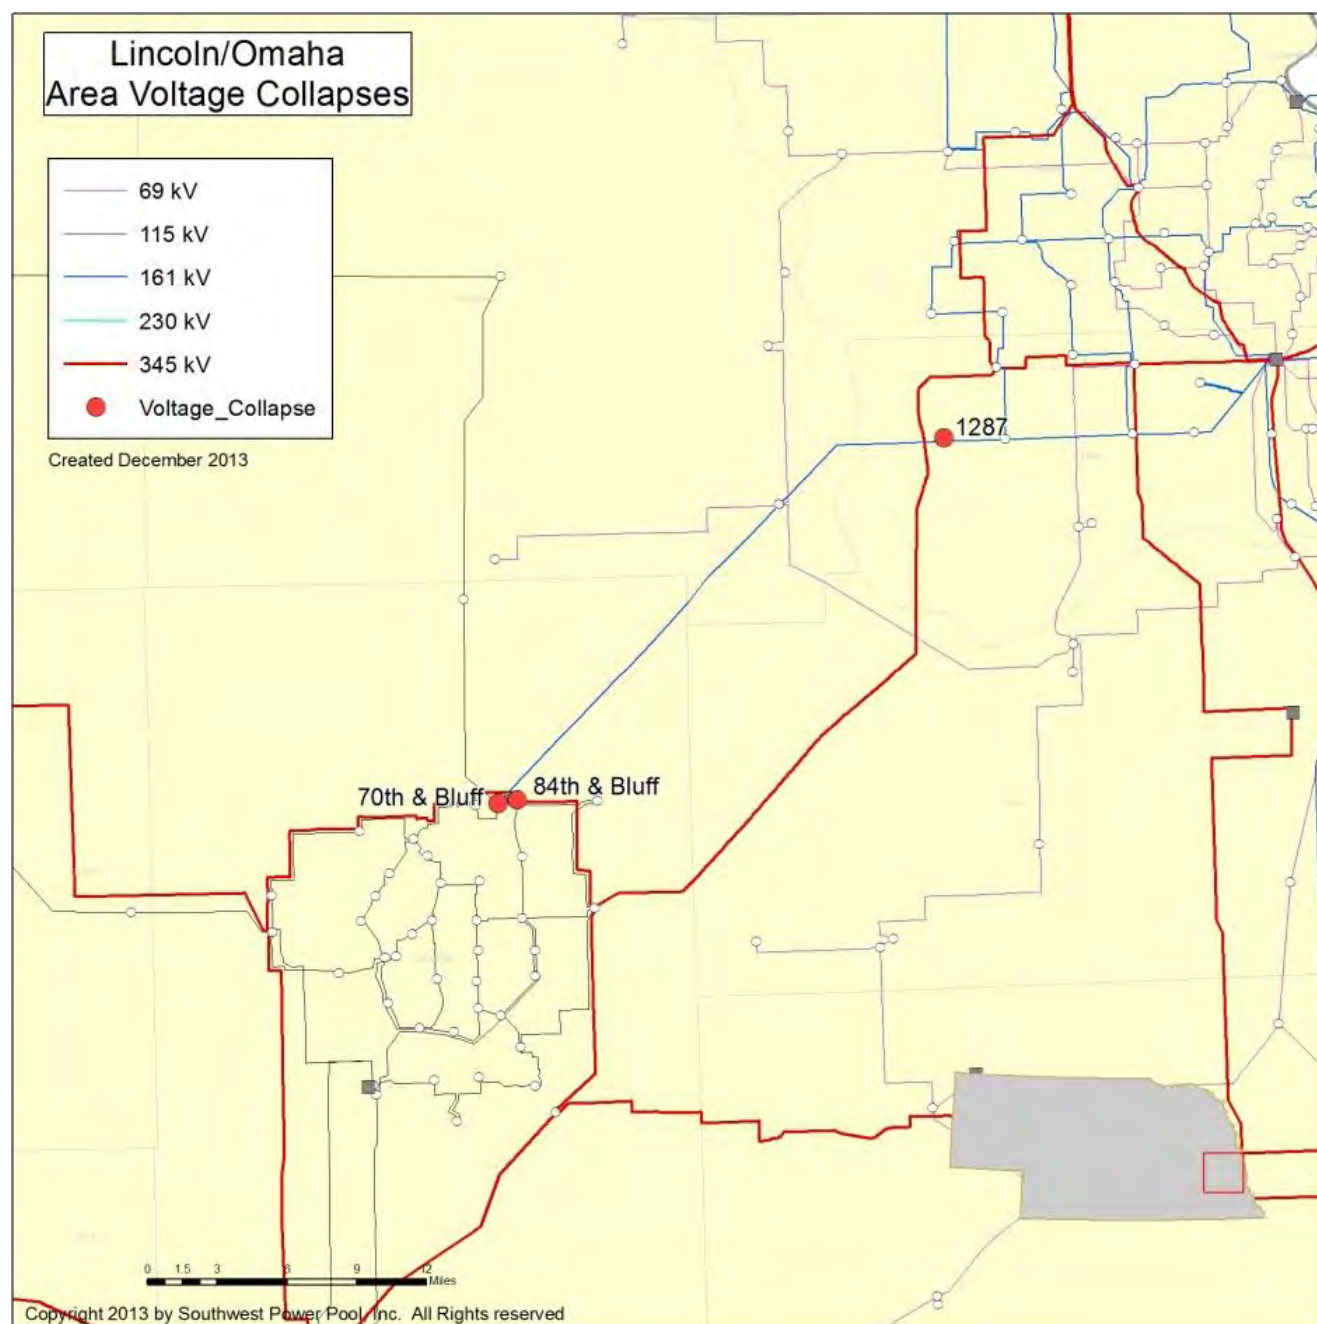 Lincoln/Omaha
Area Voltage Collapses
69 kV
115 kV
161 kV
230 kV
345 kV
Voltage_Collapse
Created December 2013
1287
70th & Bluff
84th & Bluff
0 1.5 3 6 9 12
Miles
Copyright 2013 by Southwest Power Pool, Inc. All Rights reserved